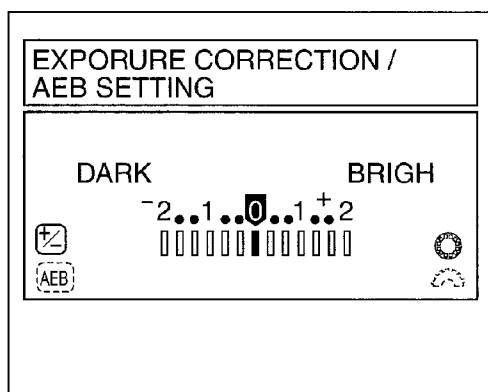 EXPORURE CORRECTION /
AEB SETTING
DARK BRIGH
-2..1..0..1..+2
+/-
AEB